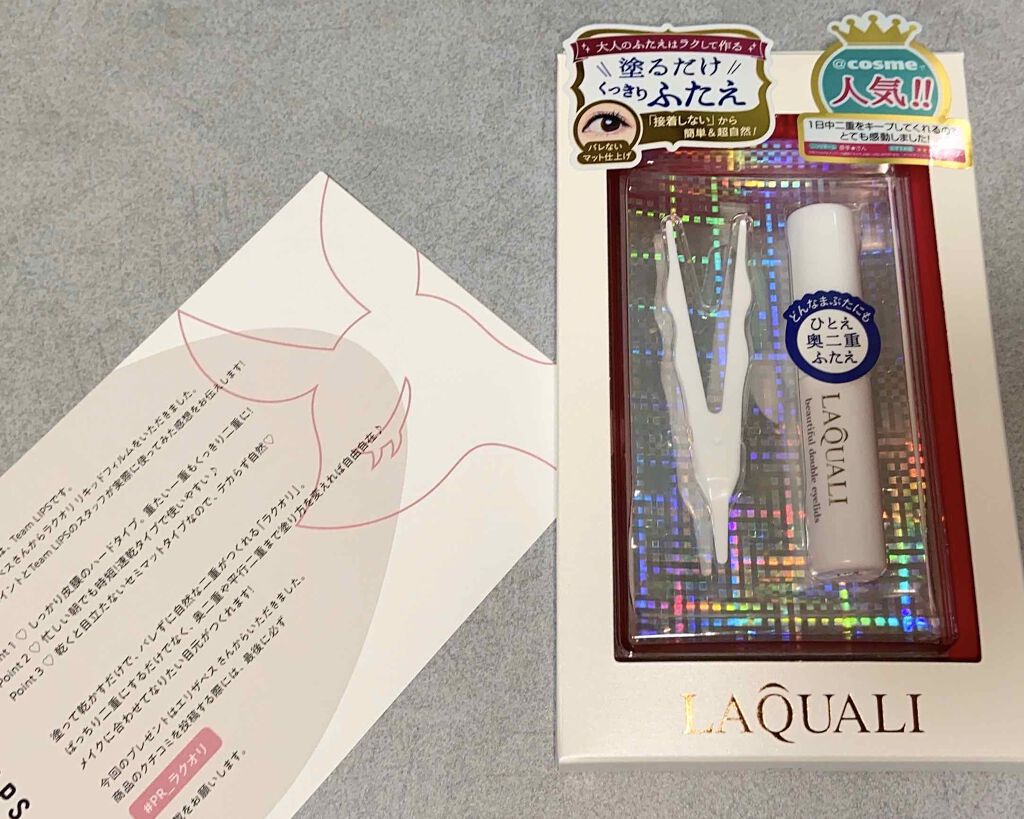 大人のふたえはラクして作る
塗るだけ
くっきりふたえ
「接着しない」から
簡単&超自然!
バレない
マット仕上げ
@cosmeで
人気!!
1日中二重をキープしてくれるので
とても感動しました!
どんなまぶたにも
ひとえ
奥二重
ふたえ
LAQUALI
beautiful double eyelids
LAQUALI
Team LIPSです。
さんからラクオリ リキッドフィルムをいただきました。
イントとTeam LIPSのスタッフが実際に使ってみた感想をお伝えします!
Point 1 ♡ しっかり皮膜のハードタイプ。重たい一重もくっきり二重に!
Point 2 ♡ 忙しい朝でも時短!速乾タイプで使いやすい♪
Point 3 ♡ 乾くと目立たないセミマットタイプなので、テカらず自然♡
塗って乾かすだけで、バレずに自然な二重がつくれる「ラクオリ」。
ぱっちり二重にするだけでなく、奥二重や平行二重まで塗り方を変えれば自由自在♪
メイクに合わせてなりたい目元がつくれます!
今回のプレゼントはエリザベス さんからいただきました。
商品のクチコミを投稿する際には、最後に必ず
#PR_ラクオリ
をお願いします。